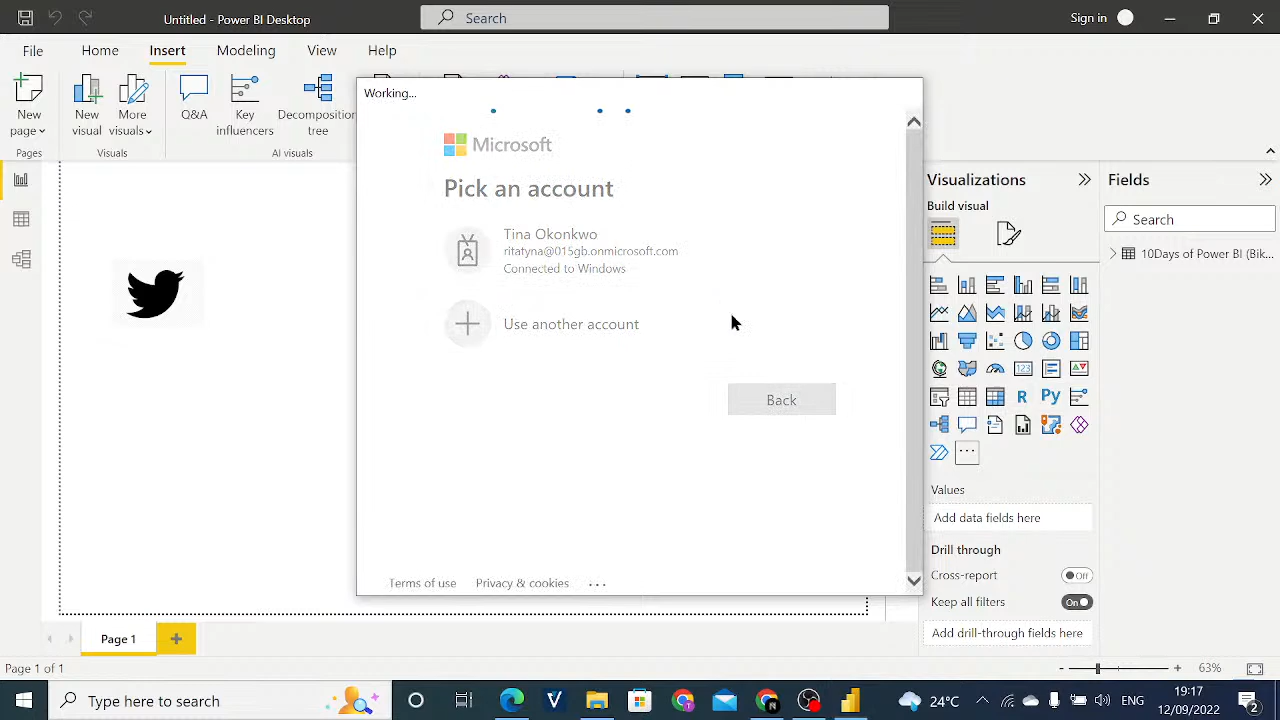 Untitled - Power BI Desktop
Search
Sign in
File
Home
Insert
Modeling
View
Help
New page
New visual
More visuals
Q&A
Key influencers
Decomposition tree
Pages
Visuals
AI visuals
Working...
Microsoft
Pick an account
Tina Okonkwo
ritatyna@015gb.onmicrosoft.com
Connected to Windows
Use another account
Back
Terms of use
Privacy & cookies
...
Visualizations
Build visual
Fields
Search
10Days of Power BI (Bik...
123
R
Py
...
Values
Add data fields here
Drill through
Cross-report
Off
Keep all filters
On
Add drill-through fields here
Page 1
Page 1 of 1
63%
Type here to search
24°C
ENG
19:17
12/09/2022
2